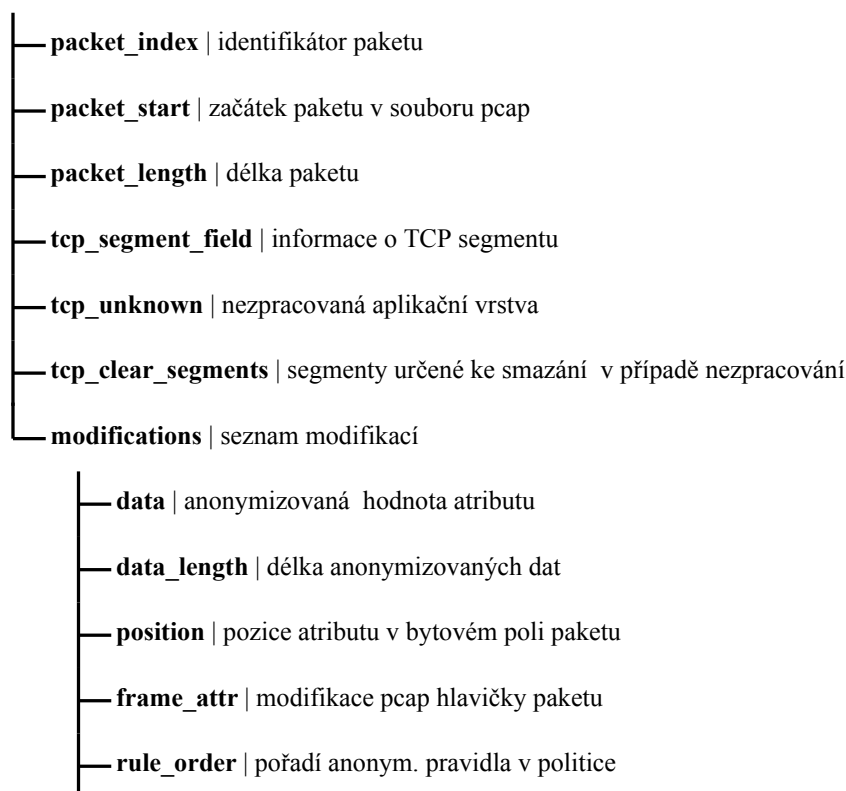 packet_index | identifikátor paketu
packet_start | začátek paketu v souboru pcap
packet_length | délka paketu
tcp_segment_field | informace o TCP segmentu
tcp_unknown | nezpracovaná aplikační vrstva
tcp_clear_segments | segmenty určené ke smazání v případě nezpracování
modifications | seznam modifikací
data | anonymizovaná hodnota atributu
data_length | délka anonymizovaných dat
position | pozice atributu v bytovém poli paketu
frame_attr | modifikace pcap hlavičky paketu
rule_order | pořadí anonym. pravidla v politice